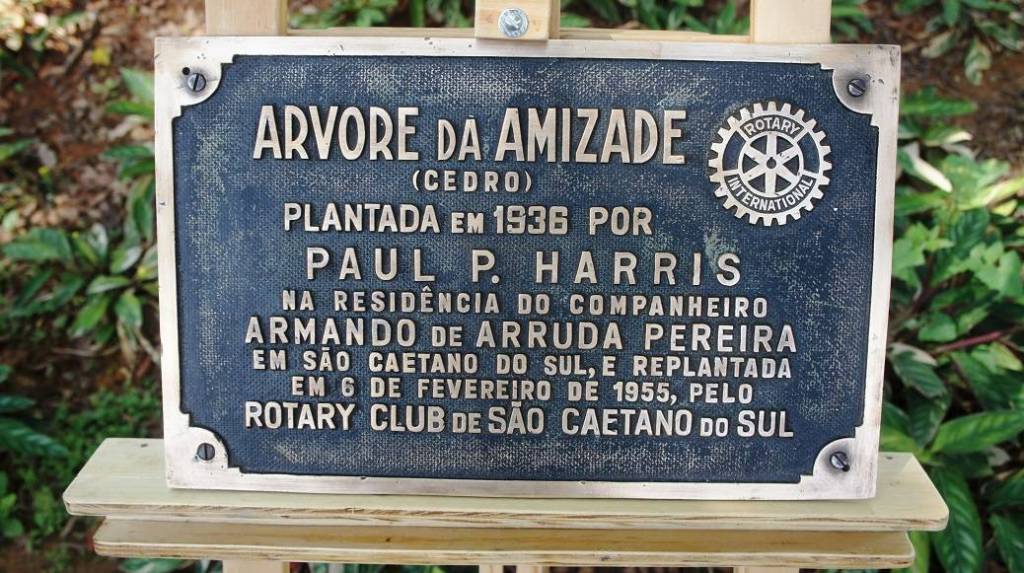 ARVORE DA AMIZADE
(CEDRO)
PLANTADA EM 1936 POR
PAUL P. HARRIS
NA RESIDÊNCIA DO COMPANHEIRO
ARMANDO DE ARRUDA PEREIRA
EM SÃO CAETANO DO SUL, E REPLANTADA
EM 6 DE FEVEREIRO DE 1955, PELO
ROTARY CLUB DE SÃO CAETANO DO SUL
ROTARY
INTERNATIONAL